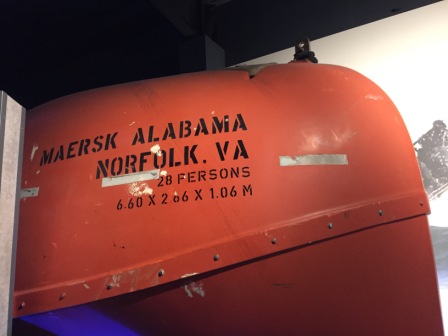 MAERSK ALABAMA
NORFOLK. VA
28 PERSONS
6.60 X 2.66 X 1.06 M